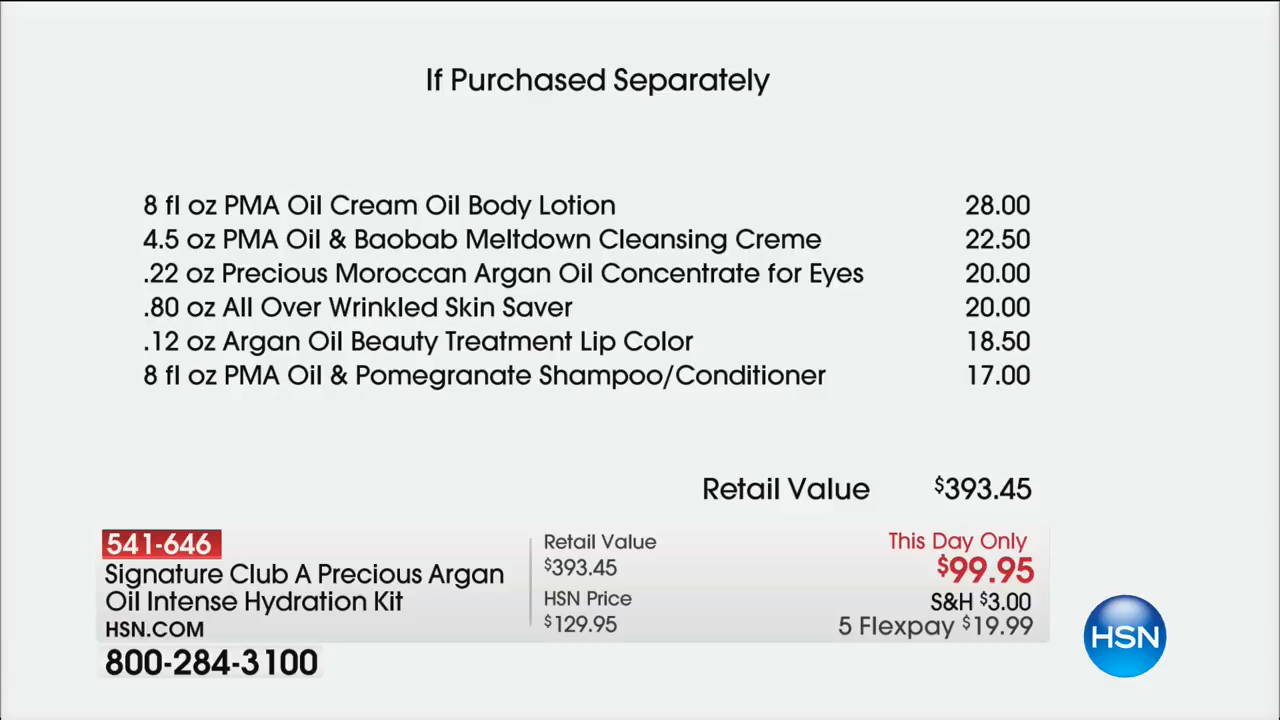 If Purchased Separately
8 fl oz PMA Oil Cream Oil Body Lotion 28.00
4.5 oz PMA Oil & Baobab Meltdown Cleansing Creme 22.50
.22 oz Precious Moroccan Argan Oil Concentrate for Eyes 20.00
.80 oz All Over Wrinkled Skin Saver 20.00
.12 oz Argan Oil Beauty Treatment Lip Color 18.50
8 fl oz PMA Oil & Pomegranate Shampoo/Conditioner 17.00
Retail Value $393.45
541-646
Signature Club A Precious Argan
Oil Intense Hydration Kit
HSN.COM
800-284-3100
Retail Value
$393.45
HSN Price
$129.95
This Day Only
$99.95
S&H $3.00
5 Flexpay $19.99
HSN